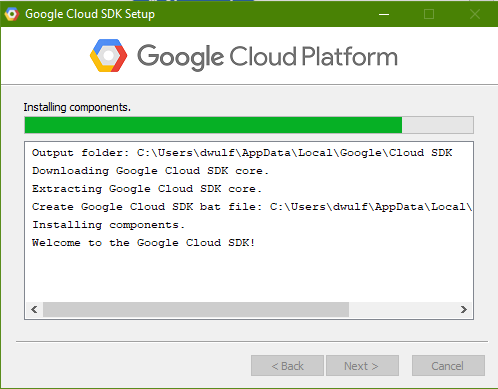 Google Cloud SDK Setup
Google Cloud Platform
Installing components.
Output folder: C:\Users\dwulf\AppData\Local\Google\Cloud SDK
Downloading Google Cloud SDK core.
Extracting Google Cloud SDK core.
Create Google Cloud SDK bat file: C:\Users\dwulf\AppData\Local\
Installing components.
Welcome to the Google Cloud SDK!
< Back Next > Cancel